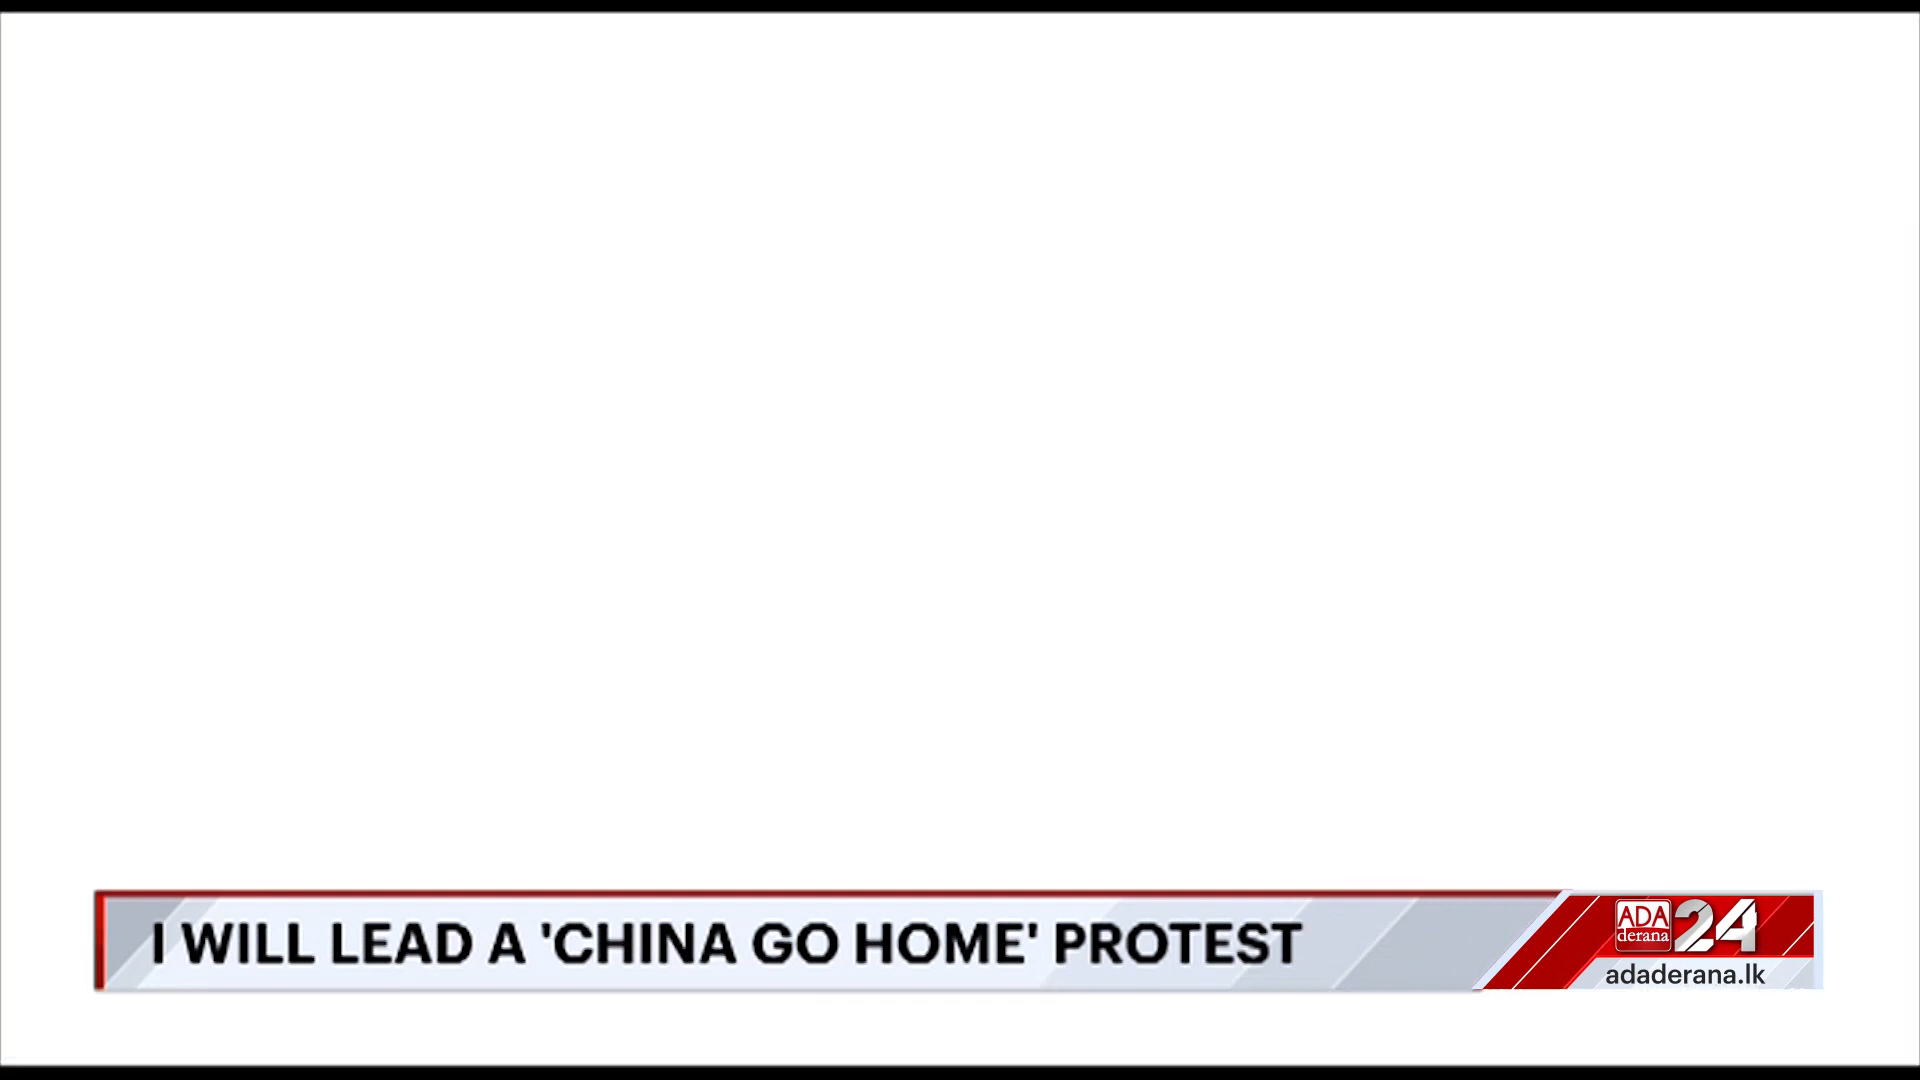 I WILL LEAD A 'CHINA GO HOME' PROTEST
ADA
derana
24
adaderana.lk